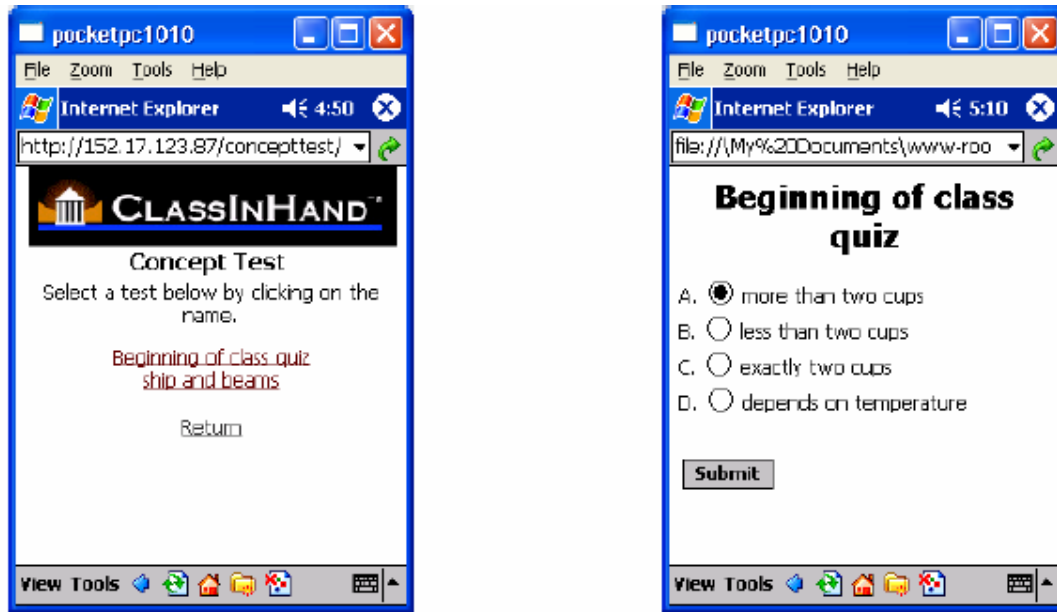 pocketpc1010
File Zoom Tools Help
Internet Explorer 4:50
http://152.17.123.87/concepttest/
CLASSINHAND™
Concept Test
Select a test below by clicking on the
name.
Beginning of class quiz
ship and beams
Return
View Tools
pocketpc1010
File Zoom Tools Help
Internet Explorer 5:10
file://\My%20Documents\www-roo
Beginning of class
quiz
A. more than two cups
B. less than two cups
C. exactly two cups
D. depends on temperature
Submit
View Tools